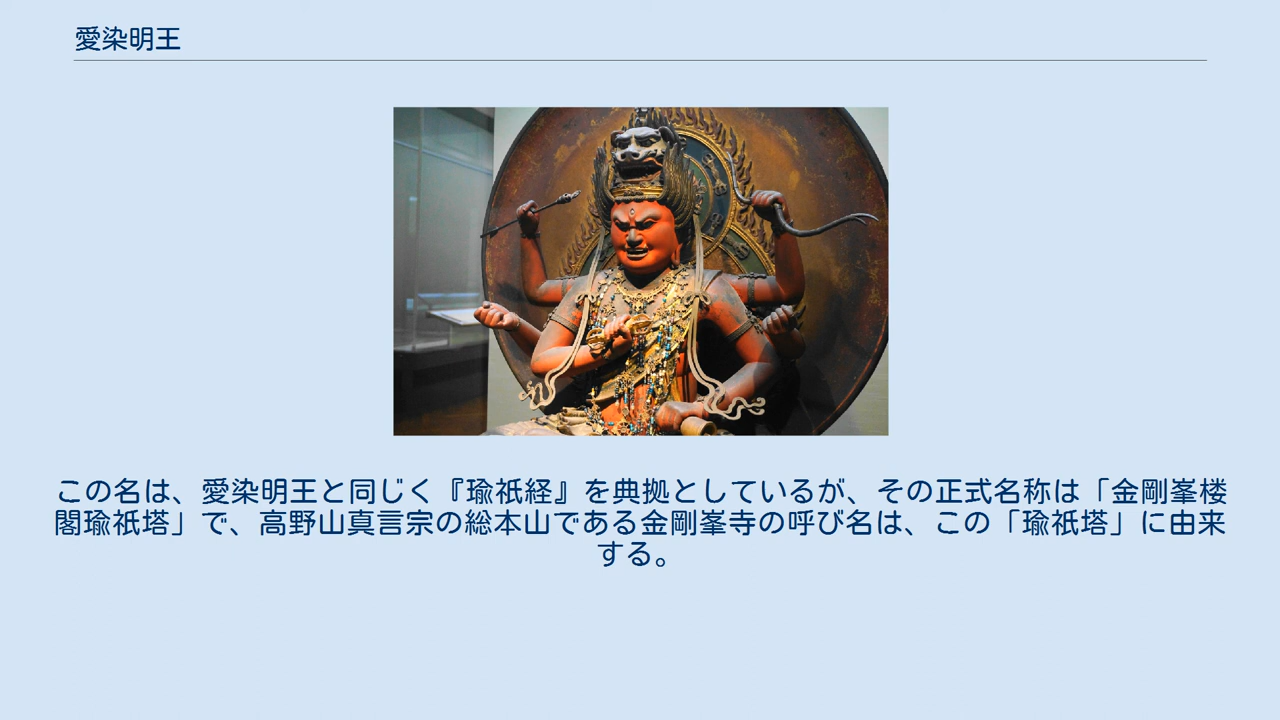 愛染明王
この名は、愛染明王と同じく『瑜祇経』を典拠としているが、その正式名称は「金剛峯楼
閣瑜祇塔」で、高野山真言宗の総本山である金剛峯寺の呼び名は、この「瑜祇塔」に由来
する。